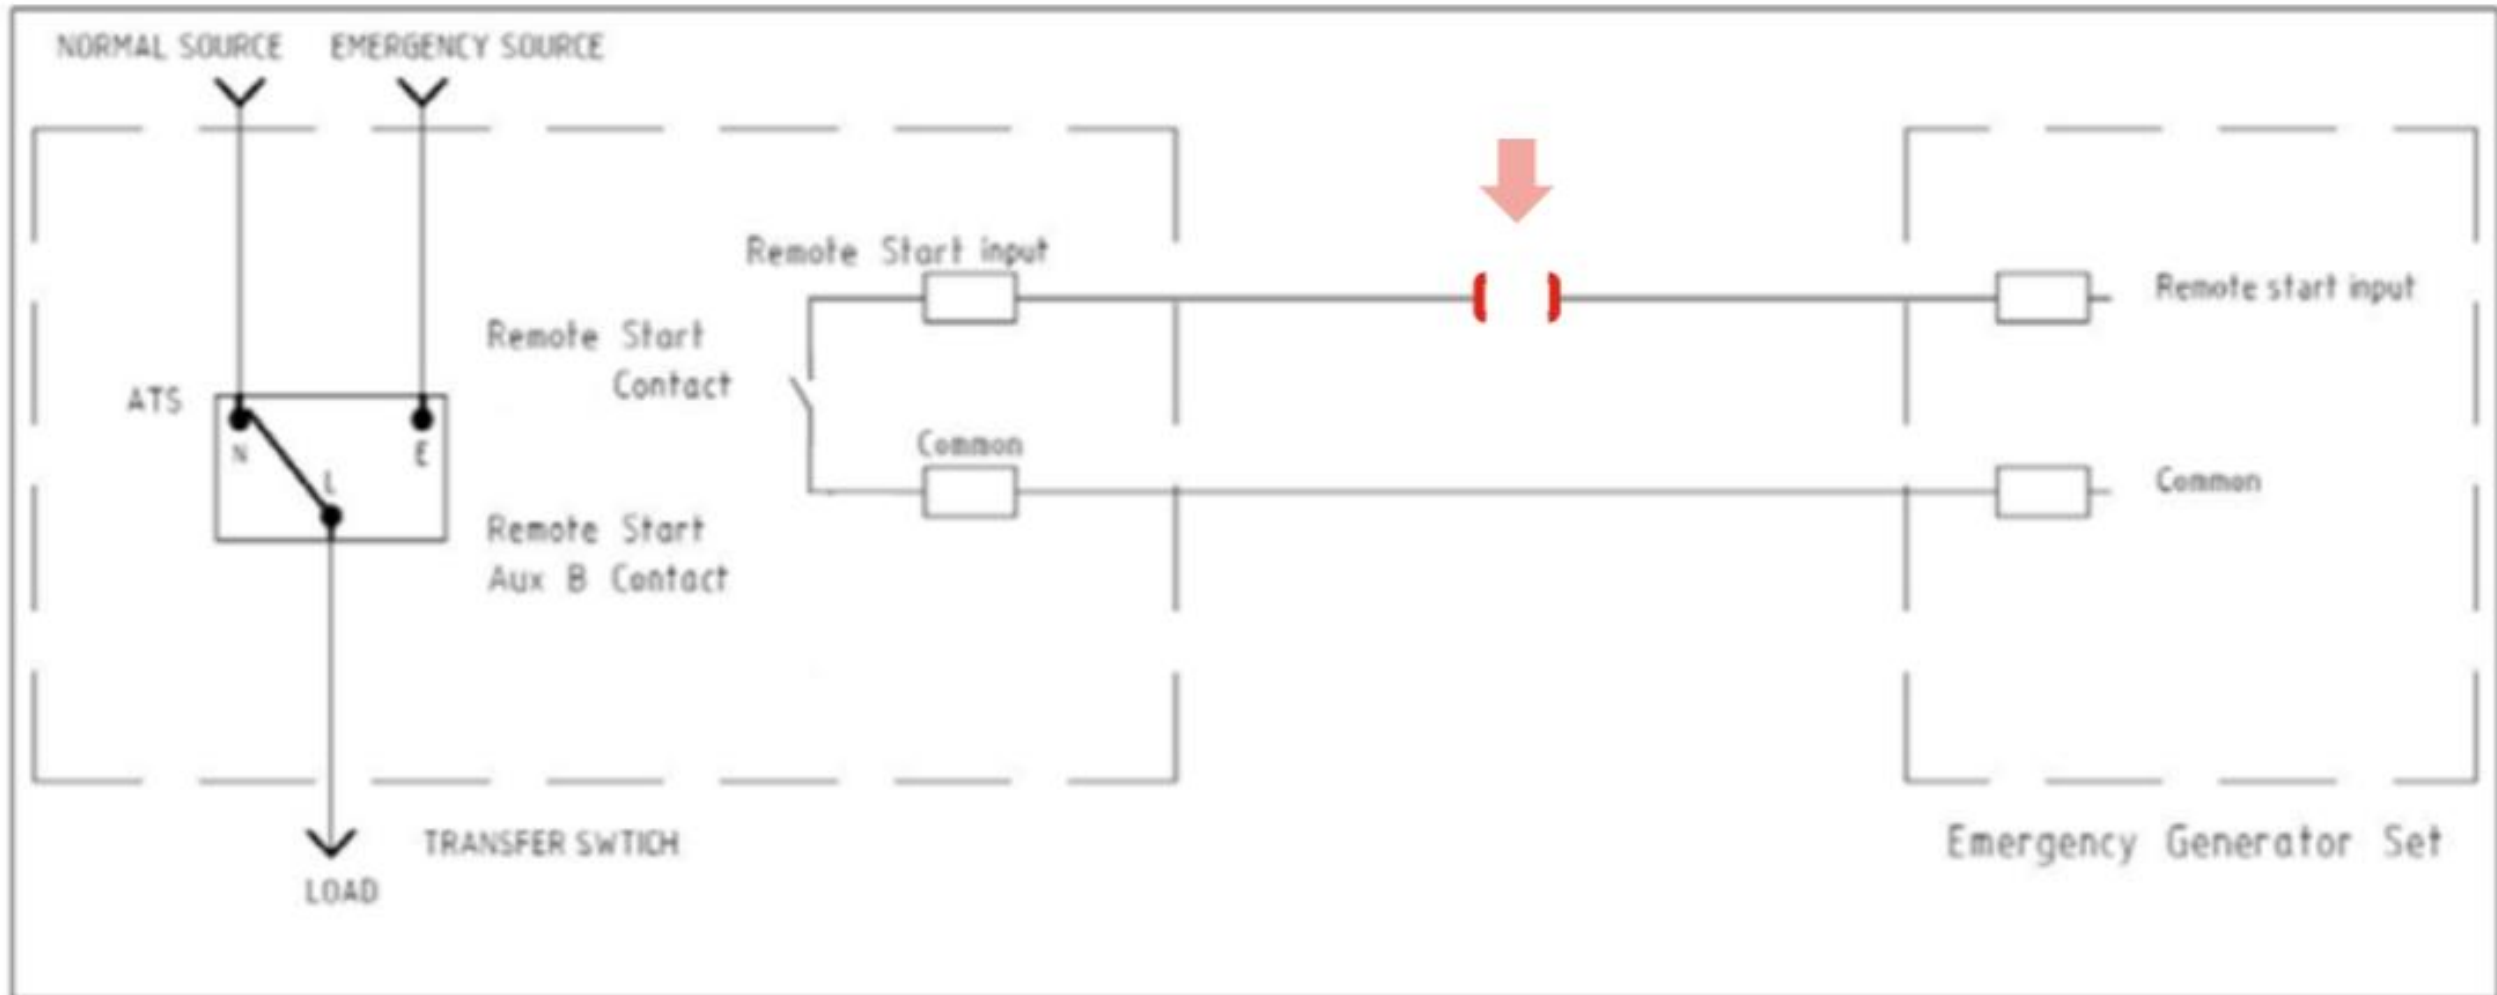 NORMAL SOURCE EMERGENCY SOURCE
Remote Start input
Remote start input
Remote Start
Contact
ATS
N
E
L
Common
Common
Remote Start
Aux B Contact
TRANSFER SWTICH
Emergency Generator Set
LOAD